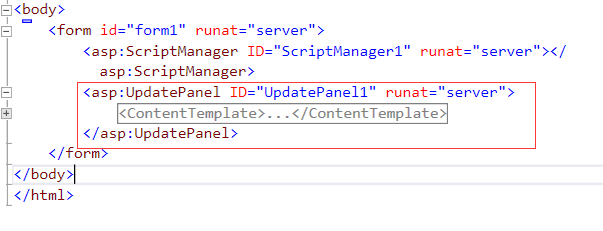 <body>
<form id="form1" runat="server">
<asp:ScriptManager ID="ScriptManager1" runat="server"></
asp:ScriptManager>
<asp:UpdatePanel ID="UpdatePanel1" runat="server">
<ContentTemplate>...</ContentTemplate>
</asp:UpdatePanel>
</form>
</body>
</html>